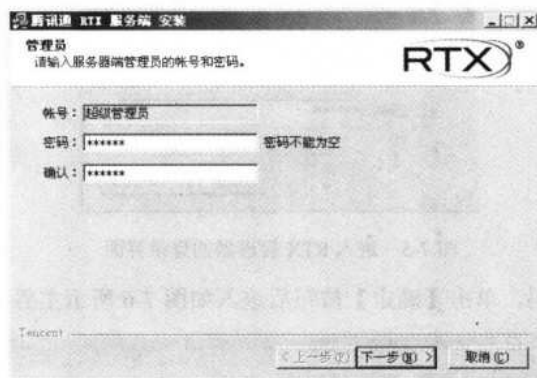 腾讯通 RTX 服务端 安装
管理员
请输入服务器端管理员的帐号和密码。
RTX®
帐号：超级管理员
密码：****** 密码不能为空
确认：******
Tencent
< 上一步(P) 下一步(N) > 取消(C)